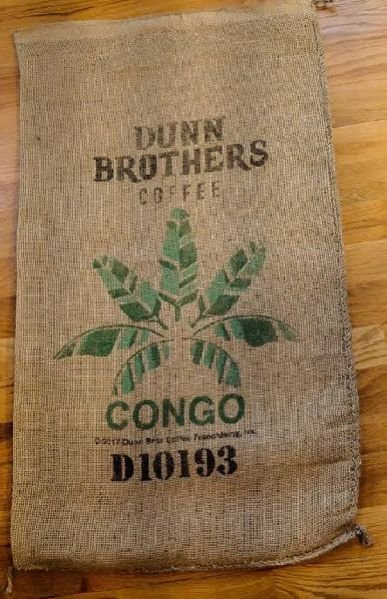 DUNN
BROTHERS
COFFEE
CONGO
©2017 Dunn Bros Coffee Franchising, Inc.
D10193